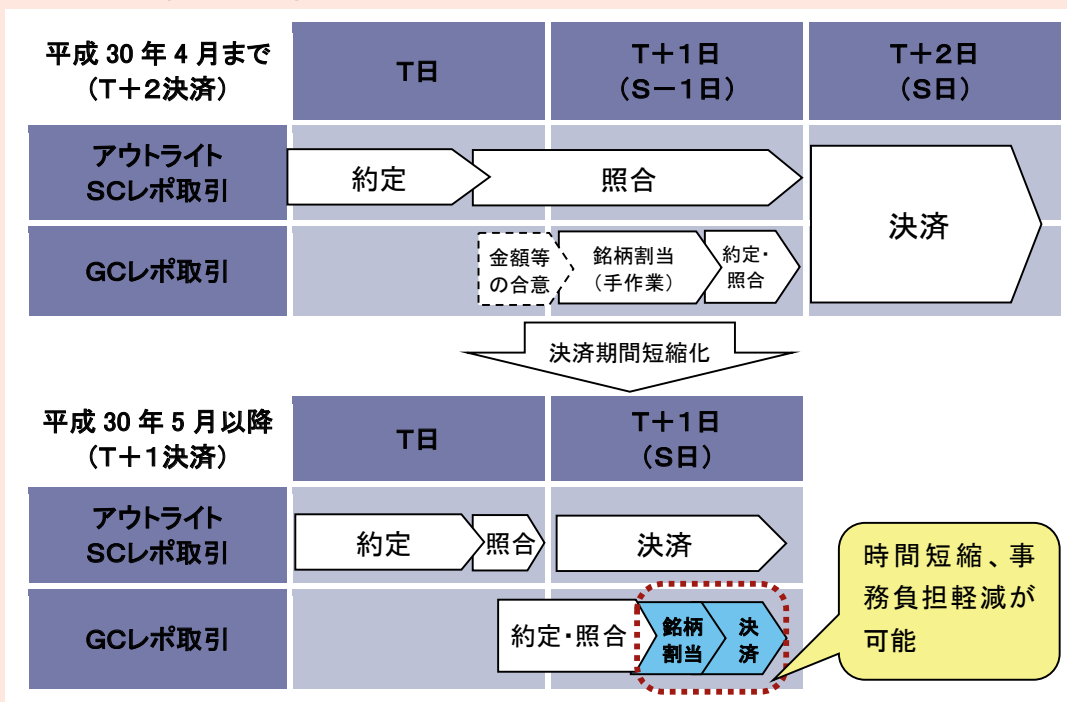 平成 30 年 4 月まで
（T＋2決済）
T日
T＋1日
（S－1日）
T＋2日
（S日）
アウトライト
SCレポ取引
約定
照合
決済
GCレポ取引
金額等
の合意
銘柄割当
（手作業）
約定・
照合
決済期間短縮化
平成 30 年 5 月以降
（T＋1決済）
T日
T＋1日
（S日）
アウトライト
SCレポ取引
約定
照合
決済
GCレポ取引
約定・照合
銘柄
割当
決
済
時間短縮、事
務負担軽減が
可能